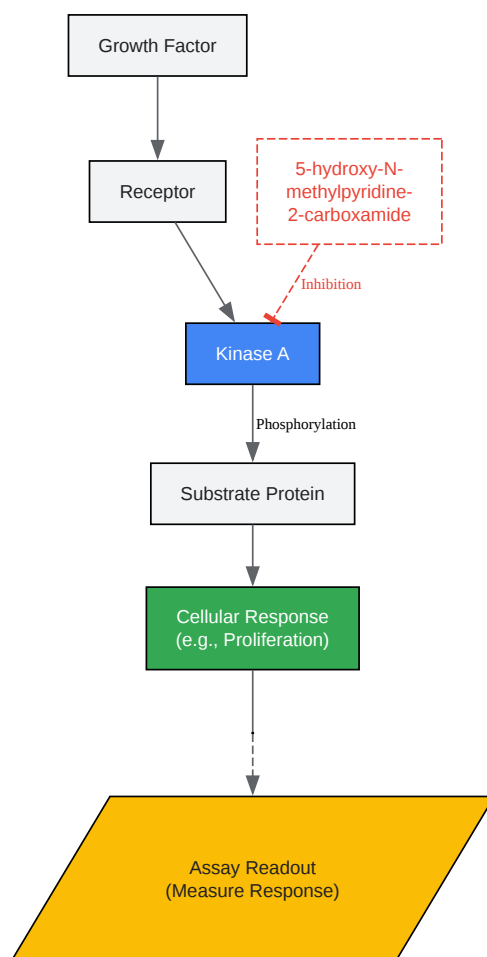 Growth Factor
Receptor
5-hydroxy-N-
methylpyridine-
2-carboxamide
Inhibition
Kinase A
Phosphorylation
Substrate Protein
Cellular Response
(e.g., Proliferation)
Assay Readout
(Measure Response)